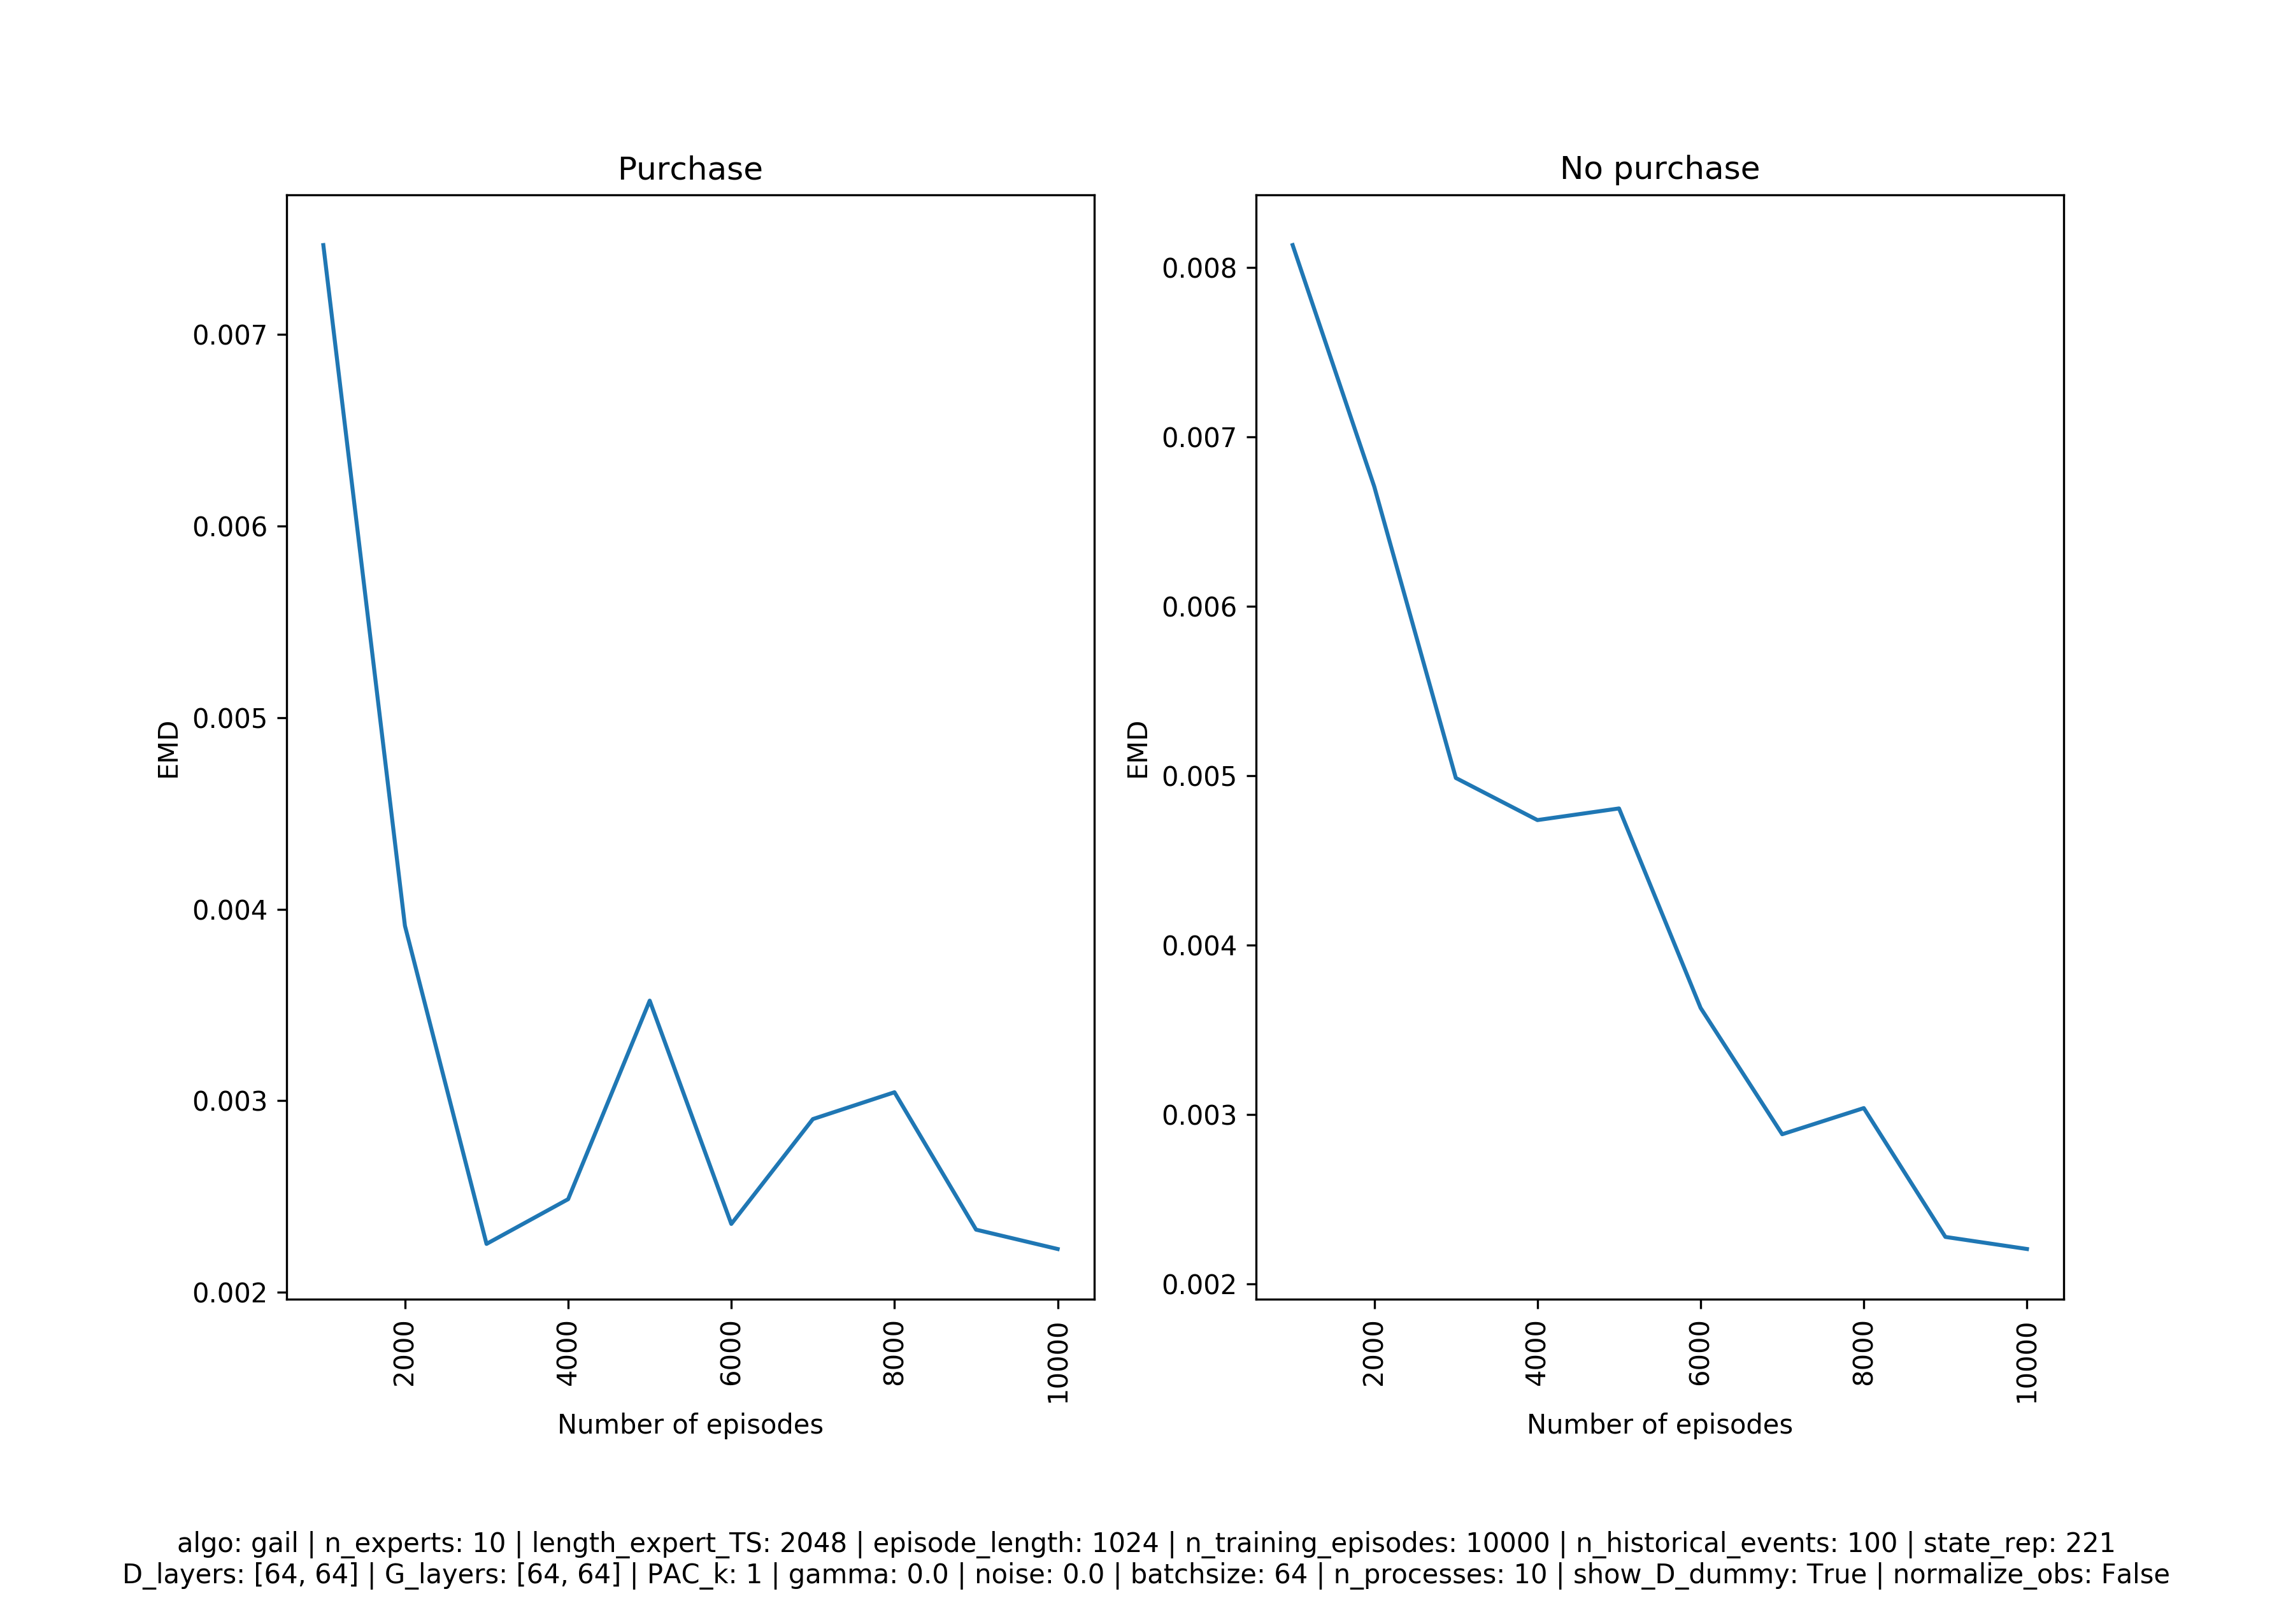 Purchase
EMD
0.007
0.006
0.005
0.004
0.003
0.002
2000
4000
6000
8000
10000
Number of episodes
No purchase
EMD
0.008
0.007
0.006
0.005
0.004
0.003
0.002
2000
4000
6000
8000
10000
Number of episodes
algo: gail | n_experts: 10 | length_expert_TS: 2048 | episode_length: 1024 | n_training_episodes: 10000 | n_historical_events: 100 | state_rep: 221
D_layers: [64, 64] | G_layers: [64, 64] | PAC_k: 1 | gamma: 0.0 | noise: 0.0 | batchsize: 64 | n_processes: 10 | show_D_dummy: True | normalize_obs: False